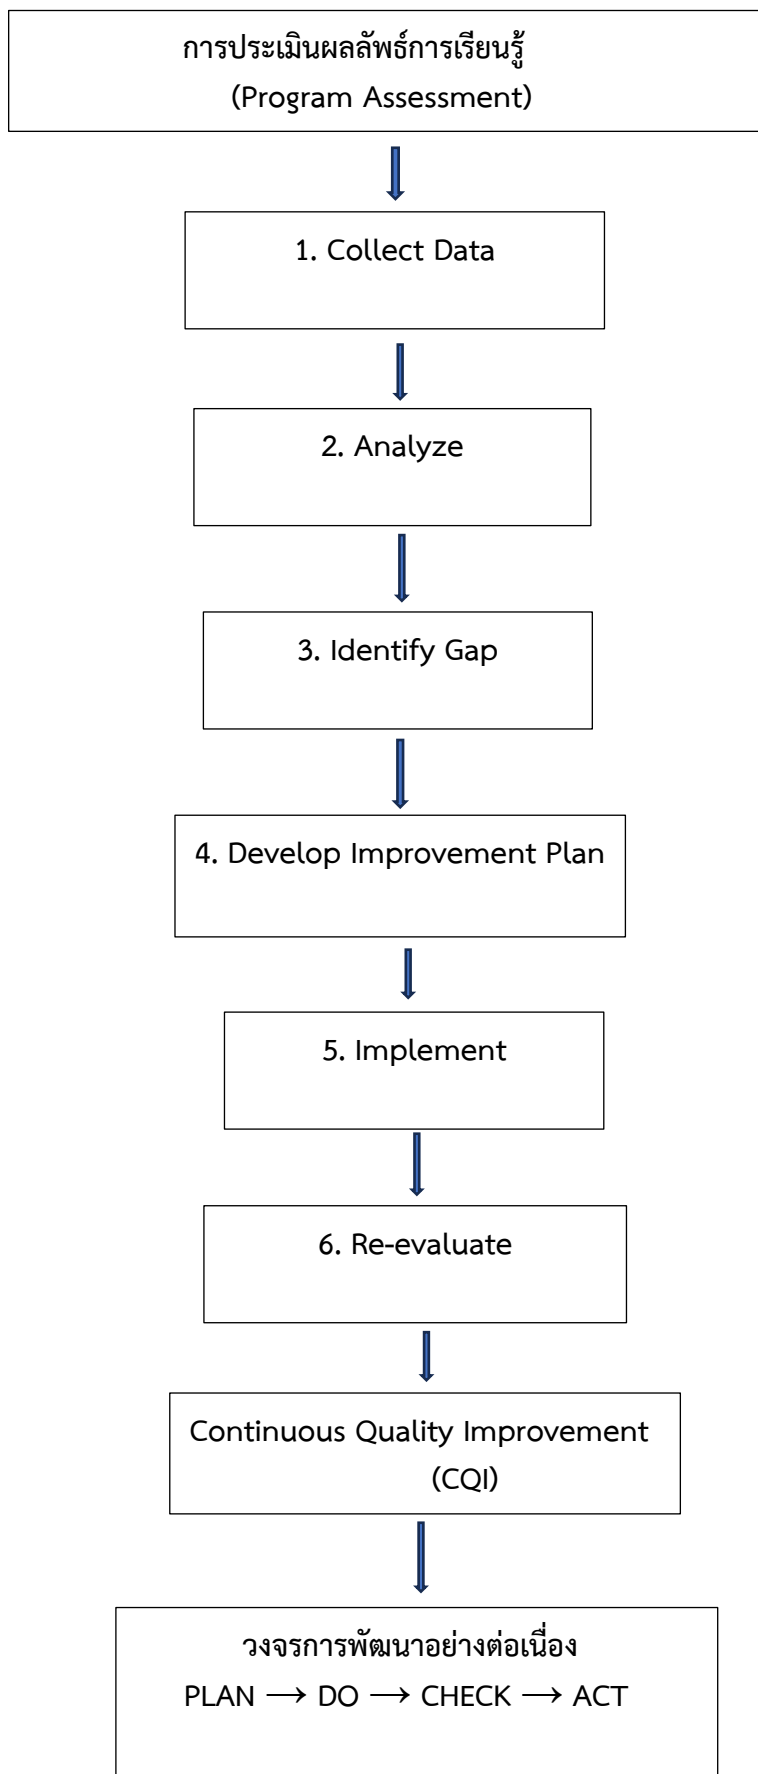 การประเมินผลลัพธ์การเรียนรู้
(Program Assessment)
1. Collect Data
2. Analyze
3. Identify Gap
4. Develop Improvement Plan
5. Implement
6. Re-evaluate
Continuous Quality Improvement
(CQI)
วงจรการพัฒนาอย่างต่อเนื่อง
PLAN → DO → CHECK → ACT